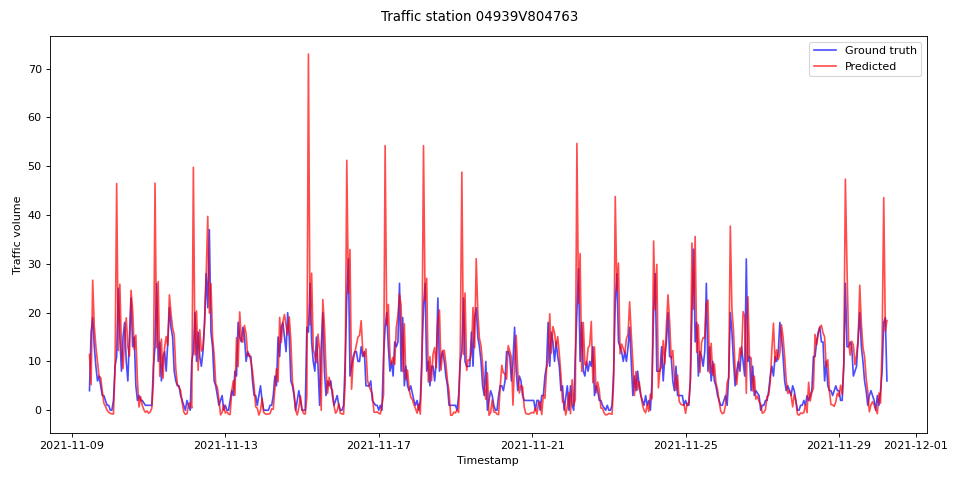 Traffic station 04939V804763
Ground truth
Predicted
70
60
50
40
30
20
10
0
Traffic volume
2021-11-09 2021-11-13 2021-11-17 2021-11-21 2021-11-25 2021-11-29 2021-12-01
Timestamp